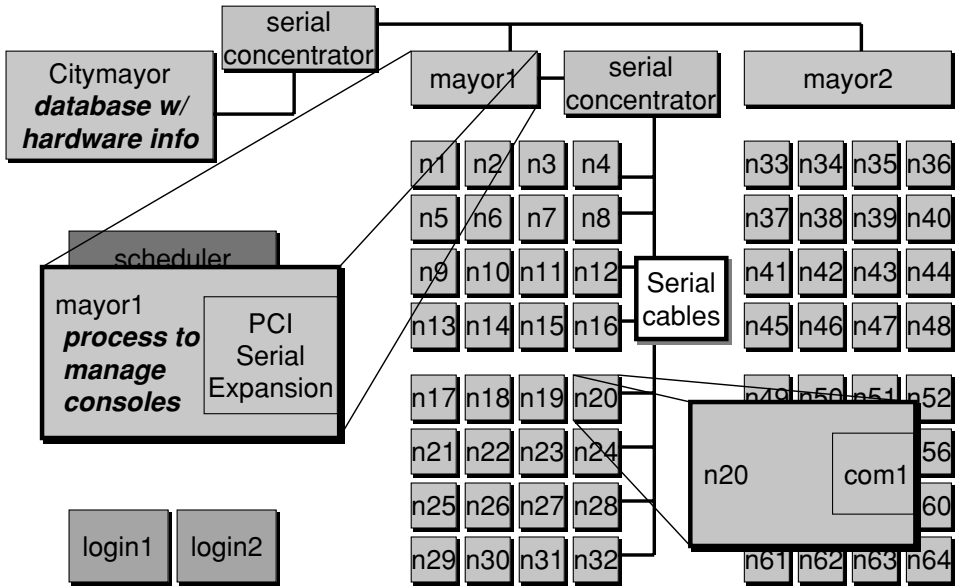 serial
concentrator
Citymayor
database w/
hardware info
mayor1
serial
concentrator
mayor2
n1 n2 n3 n4
n33 n34 n35 n36
n5 n6 n7 n8
n37 n38 n39 n40
scheduler
n9 n10 n11 n12
n41 n42 n43 n44
Serial
cables
mayor1
process to
manage
consoles
PCI
Serial
Expansion
n13 n14 n15 n16
n45 n46 n47 n48
n17 n18 n19 n20
n49 n50 n51 n52
n21 n22 n23 n24
56
n20
com1
n25 n26 n27 n28
60
login1 login2
n29 n30 n31 n32
n61 n62 n63 n64